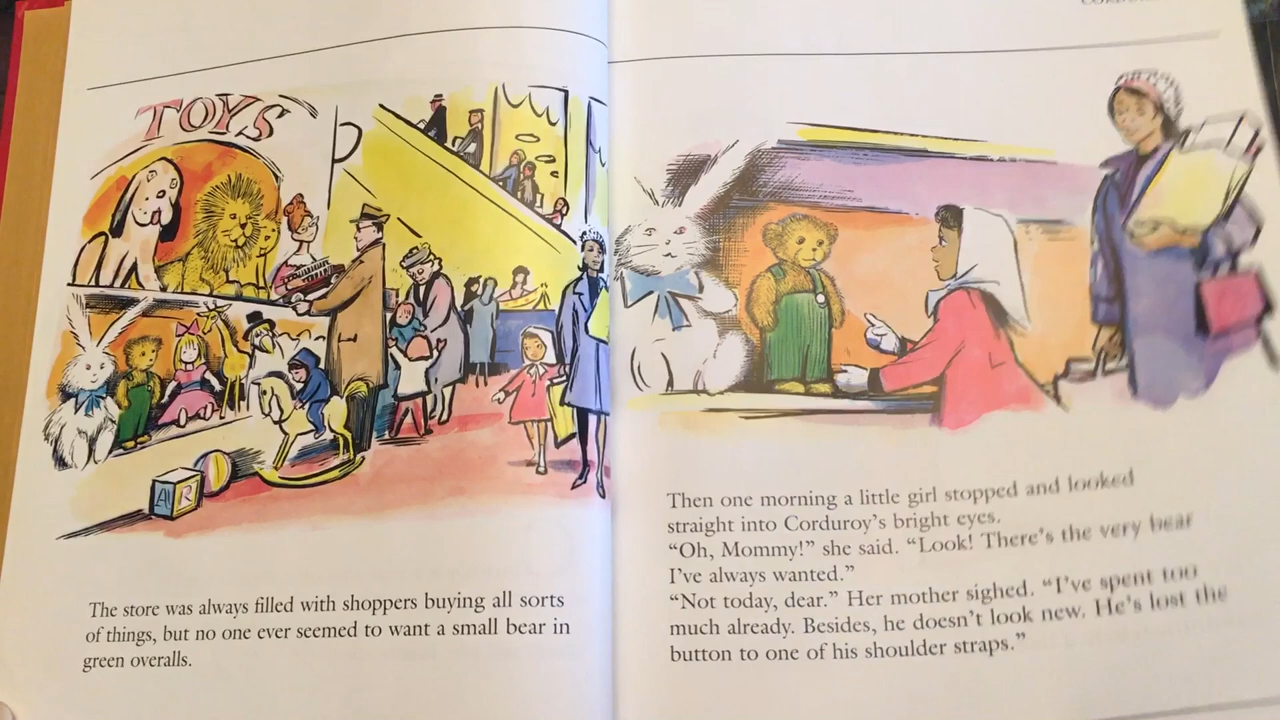 TOYS
A R
The store was always filled with shoppers buying all sorts
of things, but no one ever seemed to want a small bear in
green overalls.
Then one morning a little girl stopped and looked
straight into Corduroy's bright eyes.
“Oh, Mommy!” she said. “Look! There's the very bear
I've always wanted.”
“Not today, dear.” Her mother sighed. “I've spent too
much already. Besides, he doesn't look new. He's lost the
button to one of his shoulder straps.”